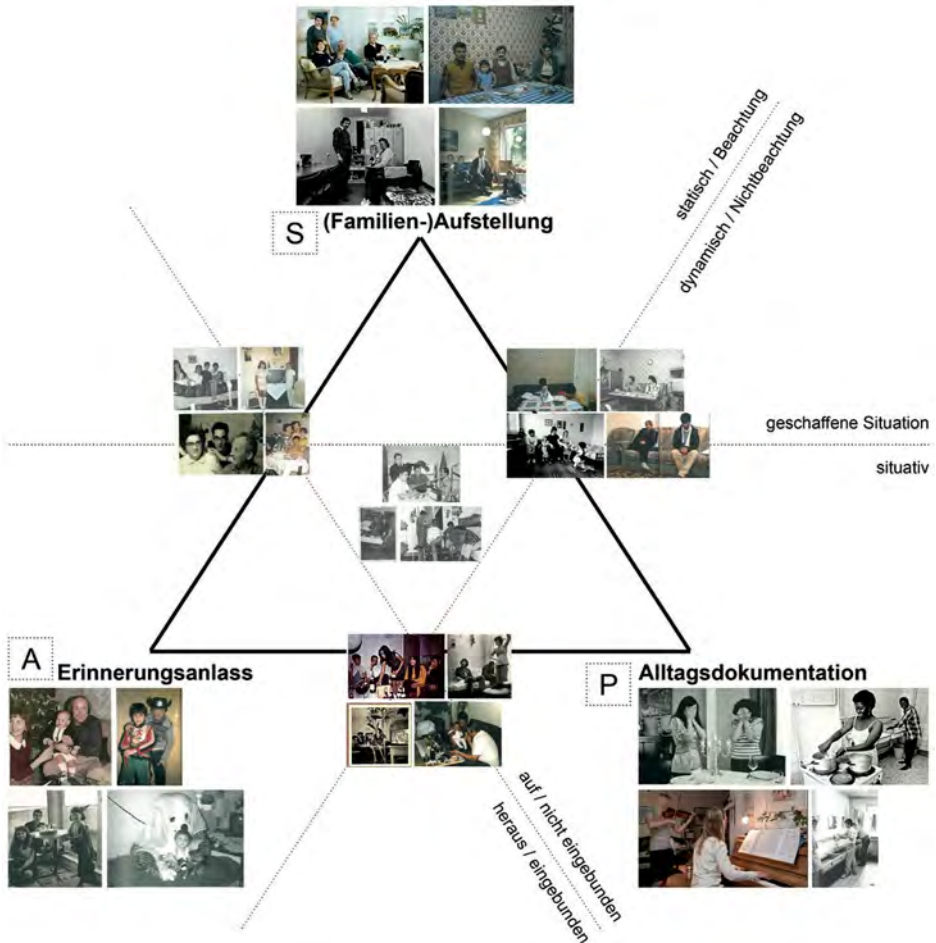 S
(Familien-)Aufstellung
statisch / Beachtung
dynamisch / Nichtbeachtung
geschaffene Situation
situativ
A
Erinnerungsanlass
P
Alltagsdokumentation
auf / nicht eingebunden
heraus / eingebunden